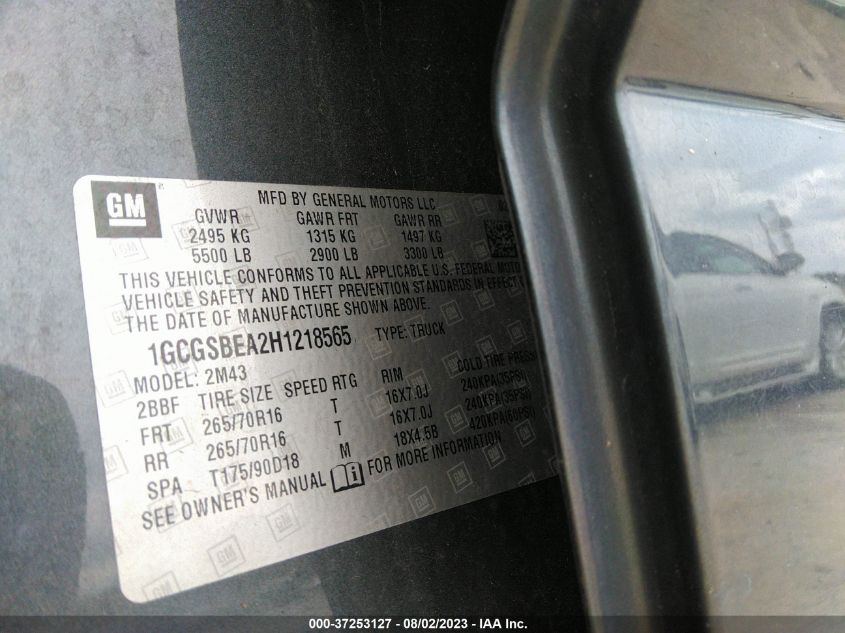 GM
MFD BY GENERAL MOTORS LLC
GVWR GAWR FRT GAWR RR
2495 KG 1315 KG 1497 KG
5500 LB 2900 LB 3300 LB
THIS VEHICLE CONFORMS TO ALL APPLICABLE U.S. FEDERAL MOTO
VEHICLE SAFETY AND THEFT PREVENTION STANDARDS IN EFFECT
THE DATE OF MANUFACTURE SHOWN ABOVE.
1GCGSBEA2H1218565 TYPE: TRUCK
MODEL: 2M43
2BBF TIRE SIZE SPEED RTG RIM COLD TIRE PRESSU
FRT 265/70R16 T 16X7.0J 240KPA(35PSI)
RR 265/70R16 T 16X7.0J 240KPA(35PSI)
SPA T175/90D18 M 18X4.5B 420KPA(60PSI)
SEE OWNER'S MANUAL FOR MORE INFORMATION
000-37253127 - 08/02/2023 - IAA Inc.